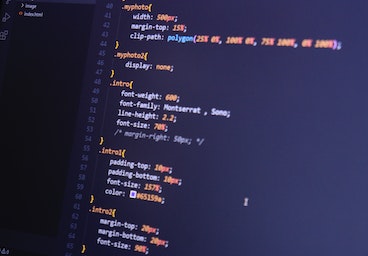 image
index.html
40 .myphoto{
41 width: 500px;
42 margin-top: 15%;
43 clip-path: polygon(25% 0%, 100% 0%, 75% 100%, 0% 100%);
44 }
45
46 .myphoto2{
47 display: none;
48 }
49 .intro{
50 font-weight: 600;
51 font-family: Montserrat , Sono;
52 line-height: 2.2;
53 font-size: 70%;
54 /* margin-right: 50px; */
}
55 .intro1{
56 padding-top: 10px;
57 padding-bottom: 10px;
58 font-size: 157%;
59 color: #65159a;
60 }
61 .intro2{
62 margin-top: 20px;
63 margin-bottom: 20px;
64 font-size: 90%;
65 }